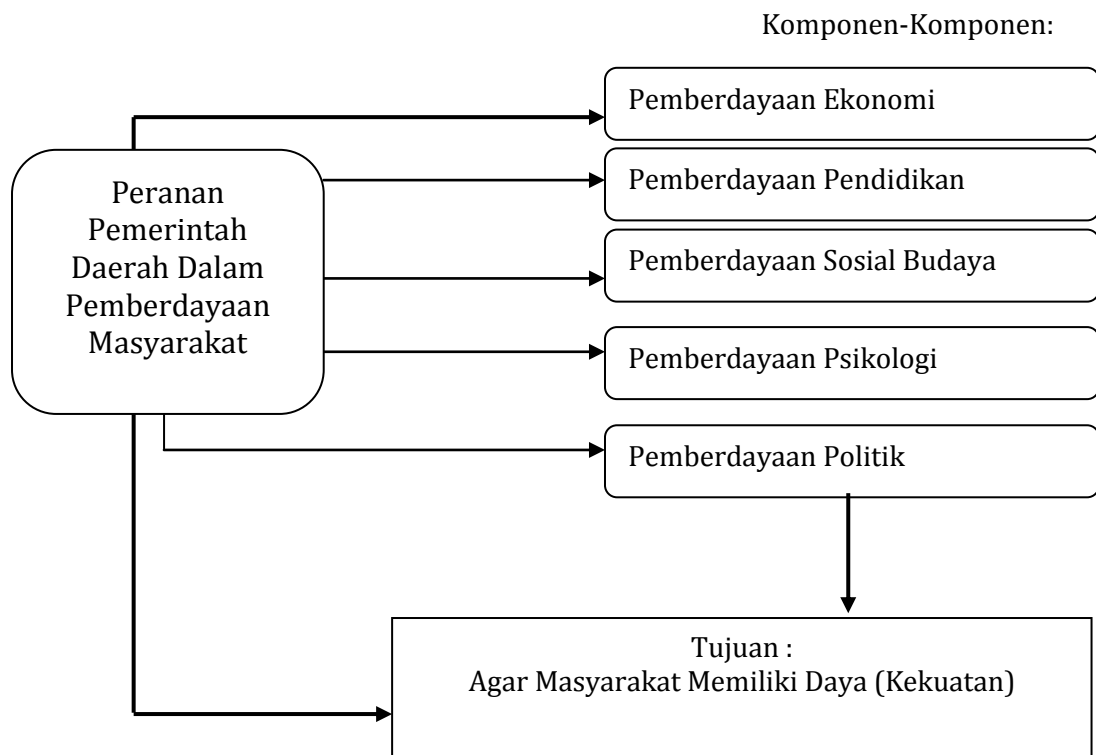 Komponen-Komponen:
Pemberdayaan Ekonomi
Pemberdayaan Pendidikan
Pemberdayaan Sosial Budaya
Pemberdayaan Psikologi
Pemberdayaan Politik
Peranan
Pemerintah
Daerah Dalam
Pemberdayaan
Masyarakat
Tujuan :
Agar Masyarakat Memiliki Daya (Kekuatan)